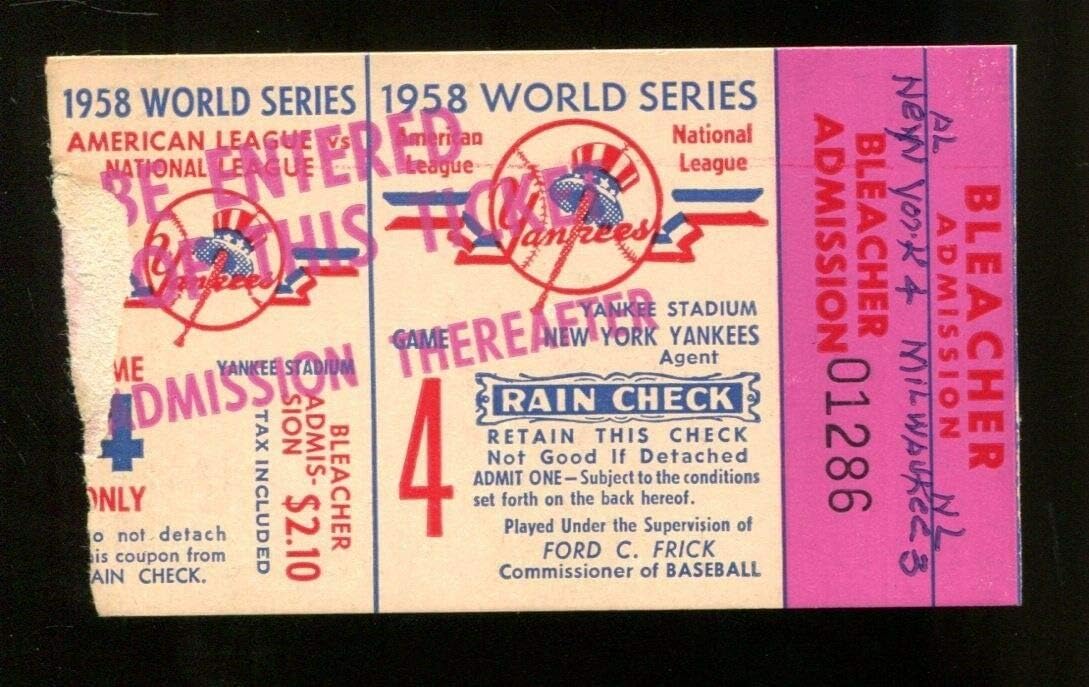 1958 WORLD SERIES
AMERICAN LEAGUE vs
NATIONAL LEAGUE
Yankees
ME
YANKEE STADIUM
4
ONLY
o not detach
is coupon from
AIN CHECK.
TAX INCLUDED
BLEACHER
ADMIS-
SION $2.10
BE ENTERED
OF THIS TICKET
ADMISSION THEREAFTER
1958 WORLD SERIES
American
League
National
League
Yankees
YANKEE STADIUM
GAME
NEW YORK YANKEES
Agent
4
RAIN CHECK
RETAIN THIS CHECK
Not Good If Detached
ADMIT ONE—Subject to the conditions
set forth on the back hereof.
Played Under the Supervision of
FORD C. FRICK
Commissioner of BASEBALL
BLEACHER
ADMISSION
01286
AL NL
New York 4 Milwaukee 3
BLEACHER
ADMISSION